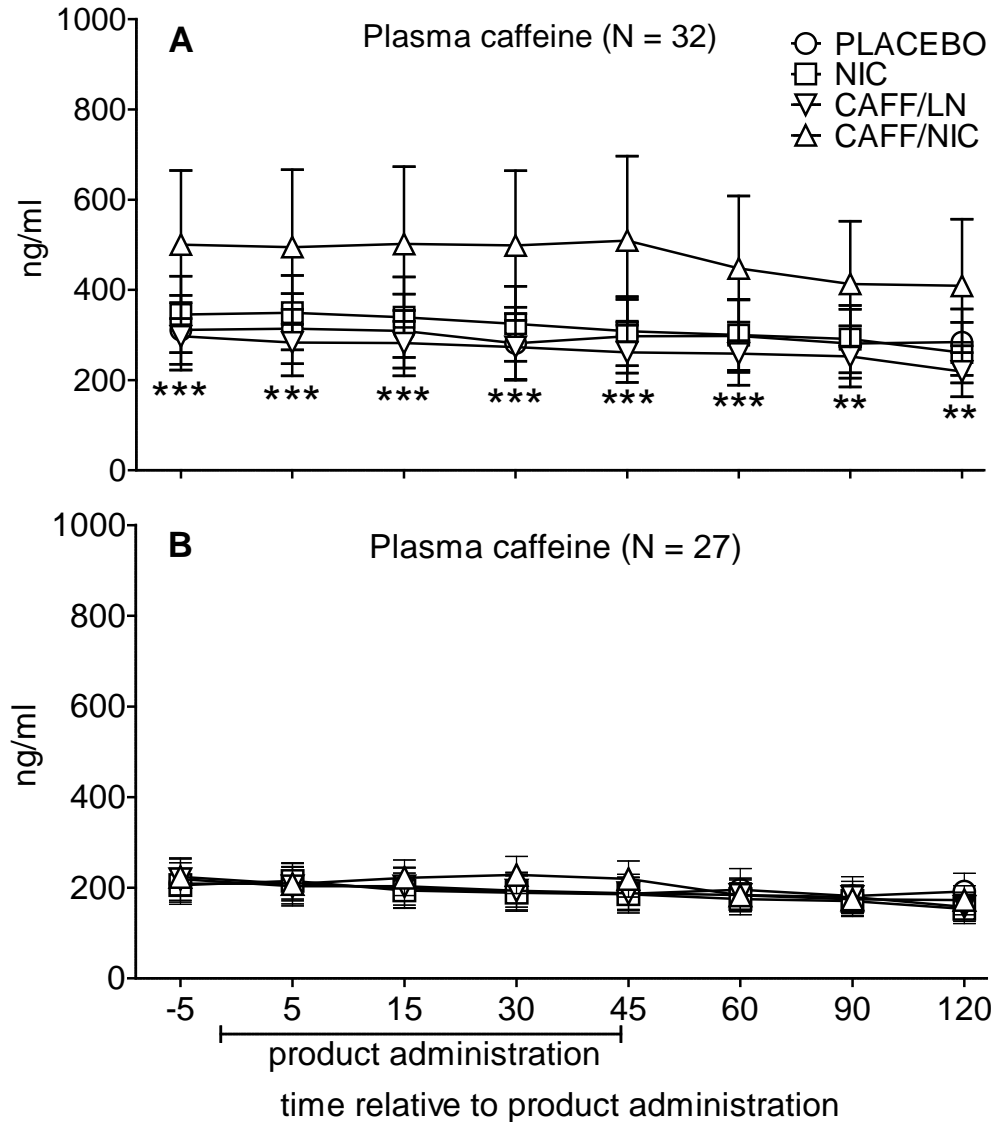 1000
A
Plasma caffeine (N = 32)
PLACEBO
NIC
CAFF/LN
CAFF/NIC
800
600
ng/ml
400
200
*** *** *** *** *** *** ** **
0
1000
B
Plasma caffeine (N = 27)
800
600
ng/ml
400
200
0
-5 5 15 30 45 60 90 120
product administration
time relative to product administration